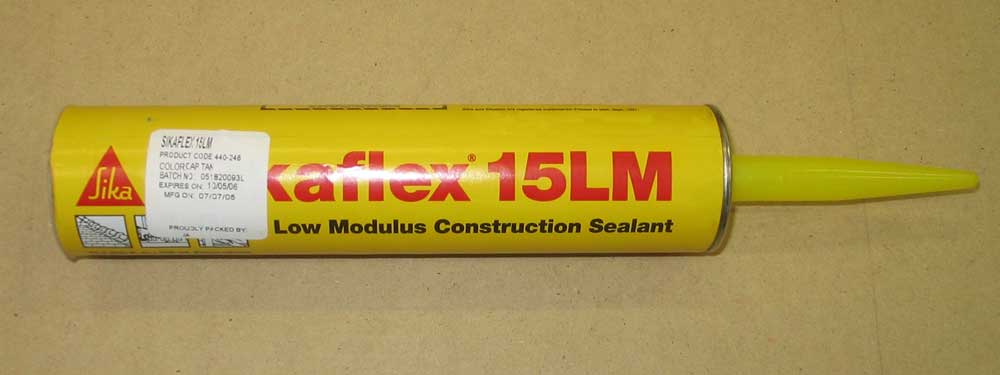 SIKAFLEX 15LM
PRODUCT CODE 440-246
COLOR:CAP TAN
BATCH NO. 051820093L
EXPIRES ON: 10/05/06
MFG ON: 07/07/05
PROUDLY PACKED BY:
Sika
kaflex® 15LM
Low Modulus Construction Sealant